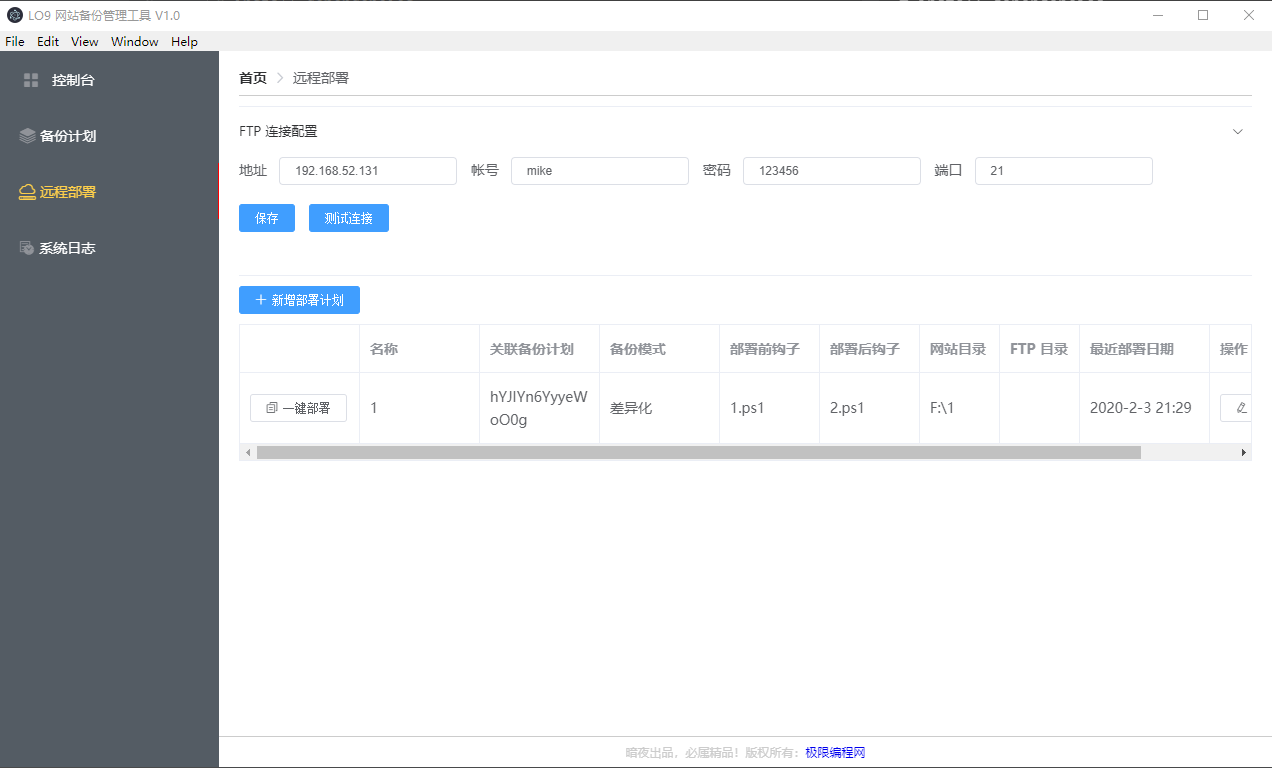 LO9 网站备份管理工具 V1.0
File Edit View Window Help
控制台
备份计划
远程部署
系统日志
首页 > 远程部署
FTP 连接配置
地址 192.168.52.131 帐号 mike 密码 123456 端口 21
保存 测试连接
+ 新增部署计划
名称 关联备份计划 备份模式 部署前钩子 部署后钩子 网站目录 FTP 目录 最近部署日期 操作
一键部署 1 hYJIYn6YyyeW 差异化 1.ps1 2.ps1 F:\1 2020-2-3 21:29
oO0g
暗夜出品，必属精品！版权所有：极限编程网